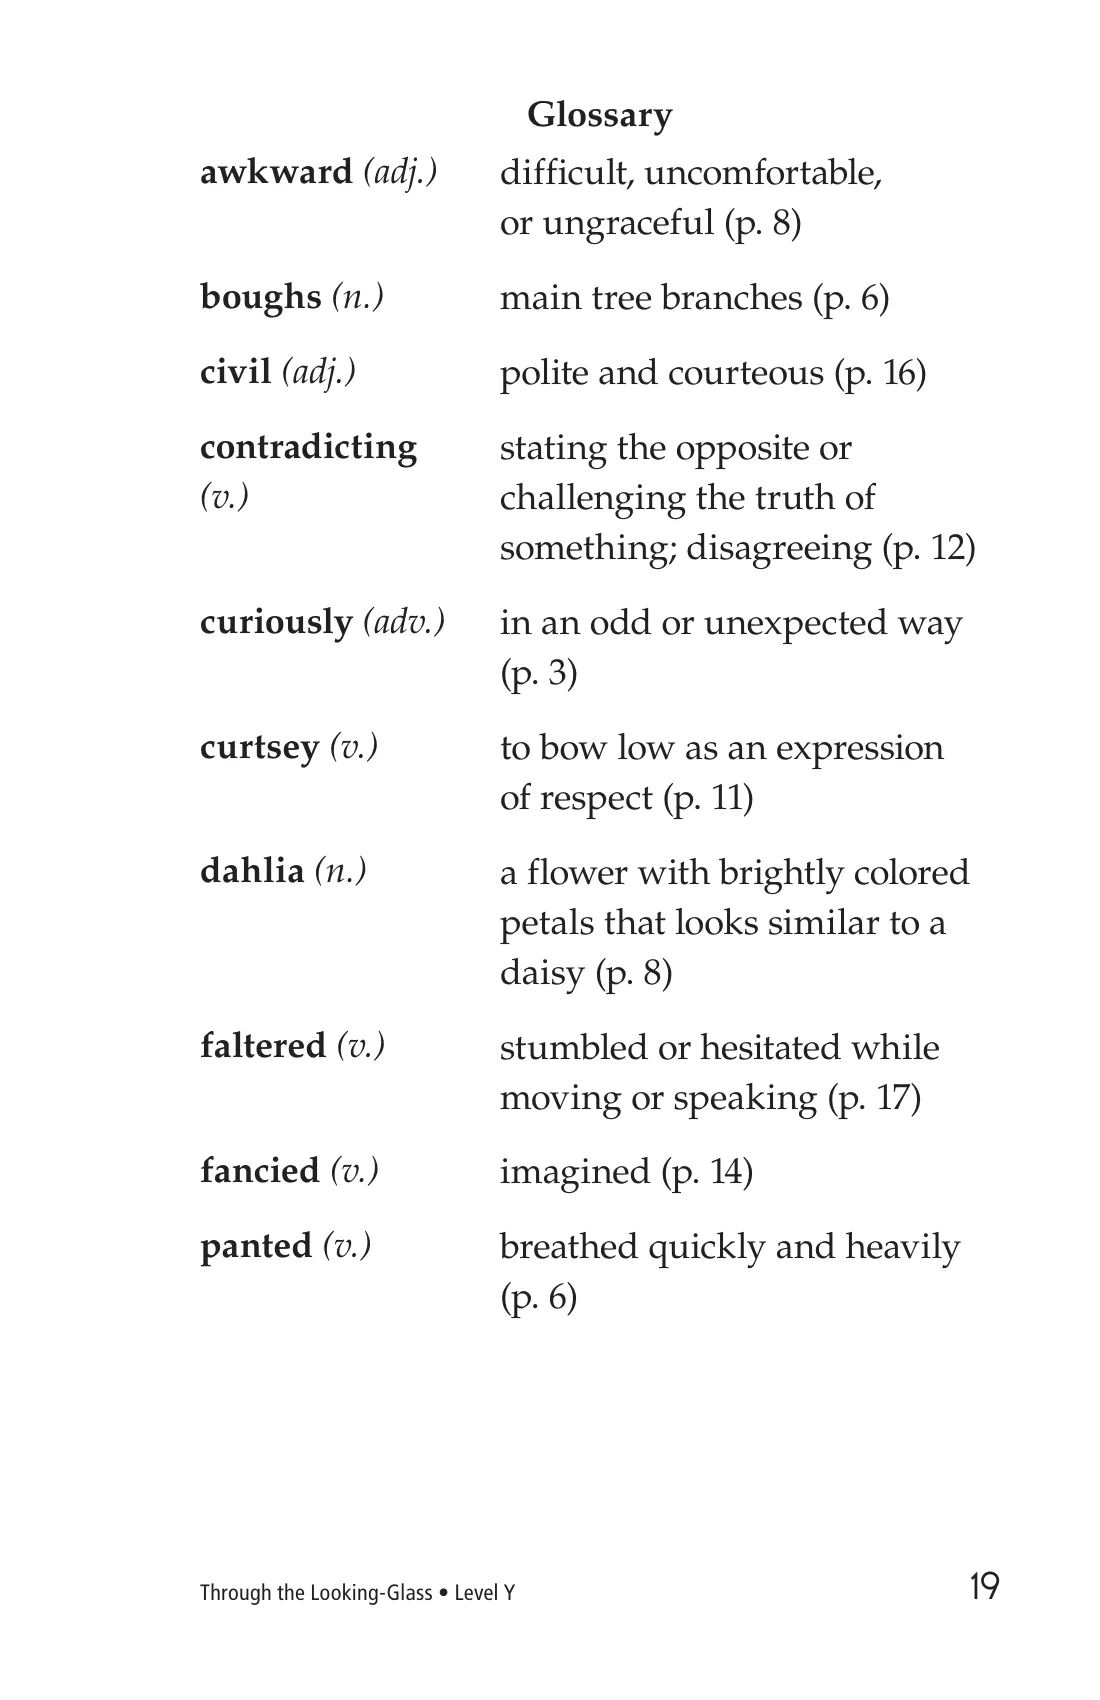 Glossary
awkward (adj.) difficult, uncomfortable,
or ungraceful (p. 8)
boughs (n.) main tree branches (p. 6)
civil (adj.) polite and courteous (p. 16)
contradicting stating the opposite or
(v.) challenging the truth of
something; disagreeing (p. 12)
curiously (adv.) in an odd or unexpected way
(p. 3)
curtsey (v.) to bow low as an expression
of respect (p. 11)
dahlia (n.) a flower with brightly colored
petals that looks similar to a
daisy (p. 8)
faltered (v.) stumbled or hesitated while
moving or speaking (p. 17)
fancied (v.) imagined (p. 14)
panted (v.) breathed quickly and heavily
(p. 6)
Through the Looking-Glass • Level Y 19